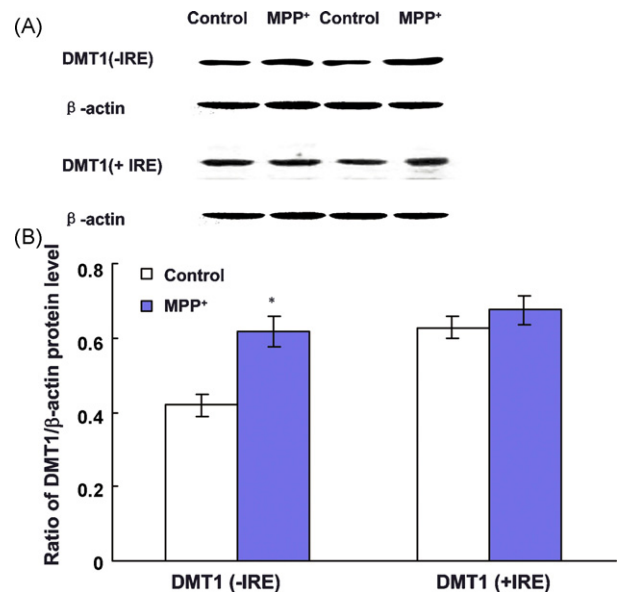 (A)
Control MPP⁺ Control MPP⁺
DMT1(-IRE)
β -actin
DMT1(+ IRE)
β -actin
(B)
Ratio of DMT1/β-actin protein level
0.8
0.6
0.4
0.2
0
Control
MPP⁺
*
DMT1 (-IRE) DMT1 (+IRE)